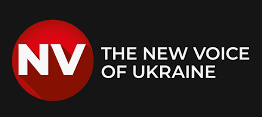 NV
THE NEW VOICE
OF UKRAINE